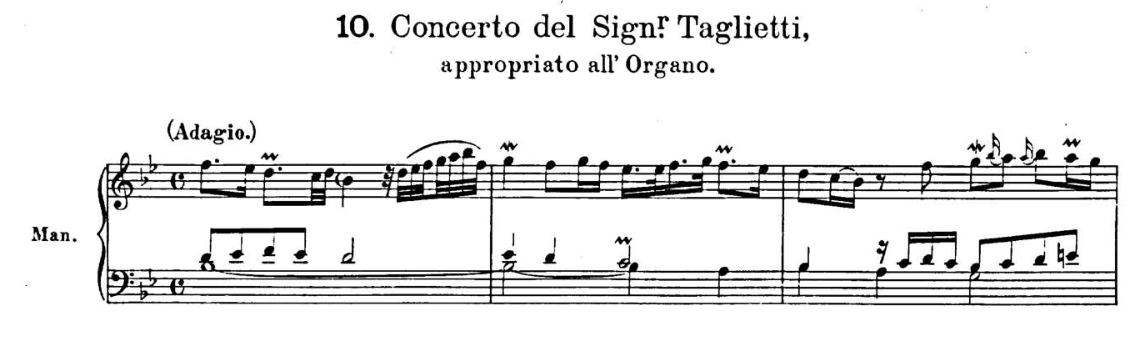 10. Concerto del Sign.r Taglietti,
appropriato all' Organo.
(Adagio.)
Man.